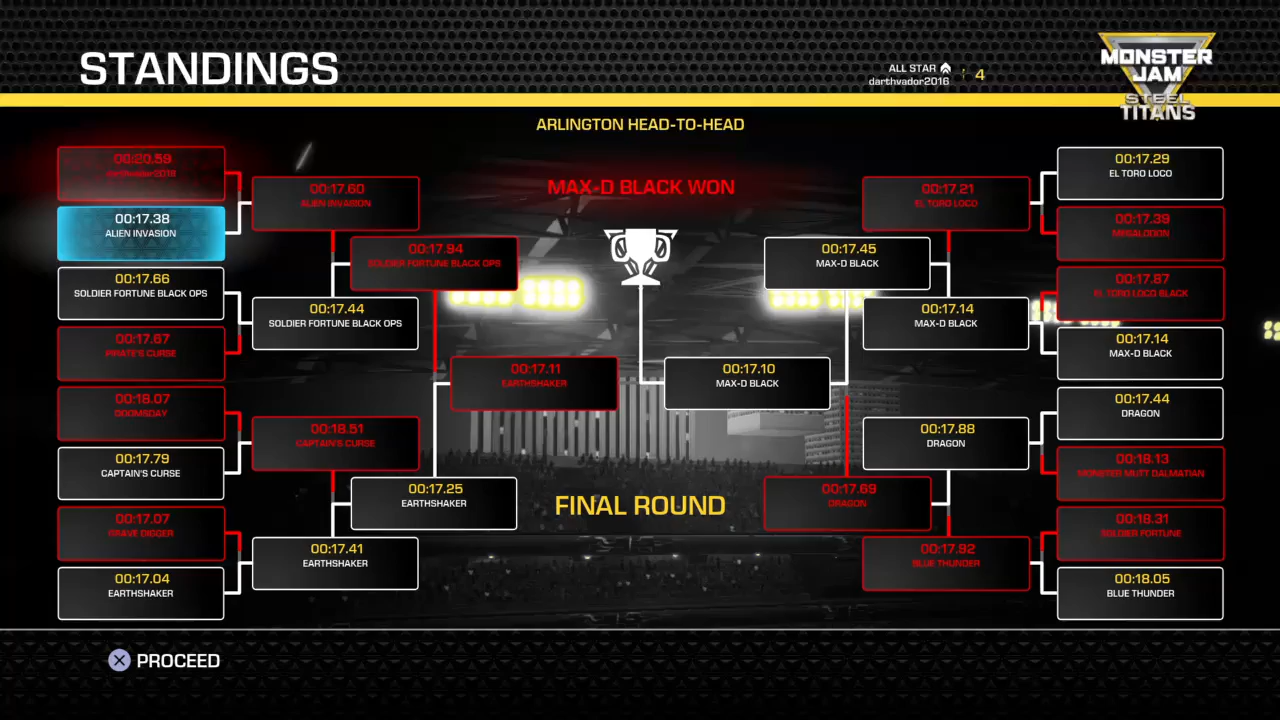 STANDINGS
ALL STAR
darthvador2016
4
MONSTER
JAM
STEEL
TITANS
ARLINGTON HEAD-TO-HEAD
MAX-D BLACK WON
00:20.59
darthvador2016
00:17.38
ALIEN INVASION
00:17.66
SOLDIER FORTUNE BLACK OPS
00:17.67
PIRATE'S CURSE
00:18.07
DOOMSDAY
00:17.79
CAPTAIN'S CURSE
00:17.07
GRAVE DIGGER
00:17.04
EARTHSHAKER
00:17.60
ALIEN INVASION
00:17.44
SOLDIER FORTUNE BLACK OPS
00:18.51
CAPTAIN'S CURSE
00:17.41
EARTHSHAKER
00:17.94
SOLDIER FORTUNE BLACK OPS
00:17.25
EARTHSHAKER
00:17.11
EARTHSHAKER
00:17.10
MAX-D BLACK
00:17.45
MAX-D BLACK
00:17.69
DRAGON
00:17.21
EL TORO LOCO
00:17.14
MAX-D BLACK
00:17.88
DRAGON
00:17.92
BLUE THUNDER
00:17.29
EL TORO LOCO
00:17.39
MEGALODON
00:17.87
EL TORO LOCO BLACK
00:17.14
MAX-D BLACK
00:17.44
DRAGON
00:18.13
MONSTER MUTT DALMATIAN
00:18.31
SOLDIER FORTUNE
00:18.05
BLUE THUNDER
FINAL ROUND
PROCEED